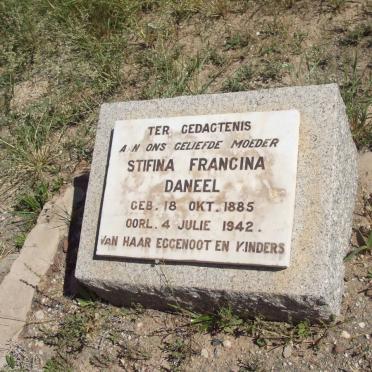 TER GEDAGTENIS
AAN ONS GELIEFDE MOEDER
STIFINA FRANCINA
DANEEL
GEB. 18 OKT. 1885
OORL. 4 JULIE 1942.
VAN HAAR EGGENOOT EN KINDERS